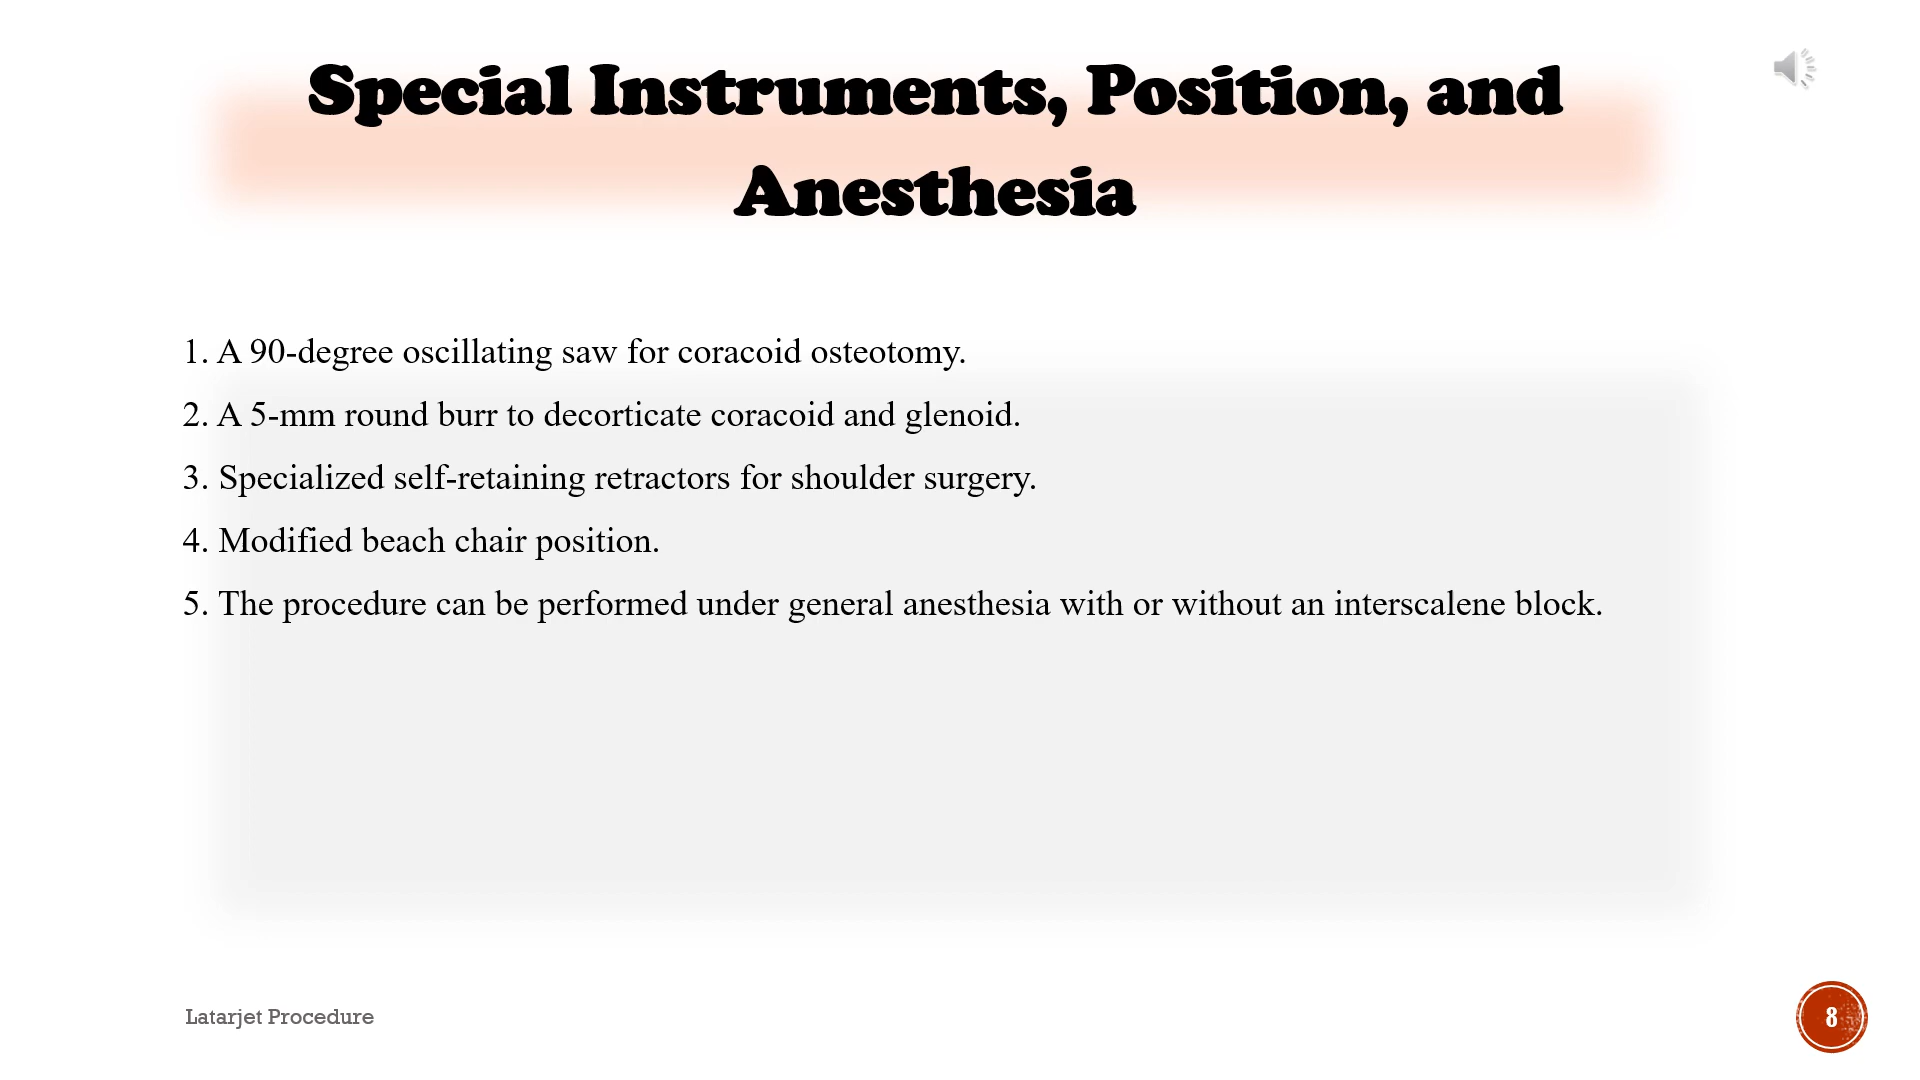 Special Instruments, Position, and
Anesthesia
1. A 90-degree oscillating saw for coracoid osteotomy.
2. A 5-mm round burr to decorticate coracoid and glenoid.
3. Specialized self-retaining retractors for shoulder surgery.
4. Modified beach chair position.
5. The procedure can be performed under general anesthesia with or without an interscalene block.
Latarjet Procedure
8